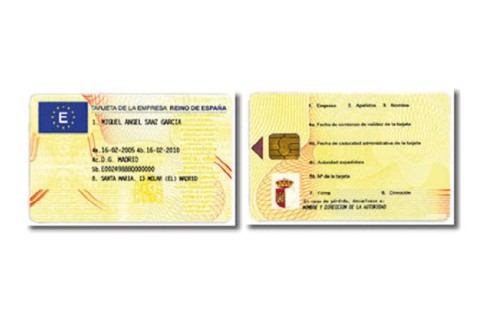 E
TARJETA DE LA EMPRESA REINO DE ESPAÑA
1. MIGUEL ANGEL SANZ GARCIA
4a.16-02-2005 4b.16-02-2010
4c.D.G. MADRID
5b.E002498880000000
8. SANTA MARIA, 13 MOLAR (EL) MADRID
1. Empresa 2. Apellidos 3. Nombre
4a. Fecha de comienzo de validez de la tarjeta
4b. Fecha de caducidad administrativa de la tarjeta
4c. Autoridad expedidora
5b Nº de la tarjeta
7. Firma 8. Dirección
En caso de pérdida, devuélvase a:
NOMBRE Y DIRECCION DE LA AUTORIDAD